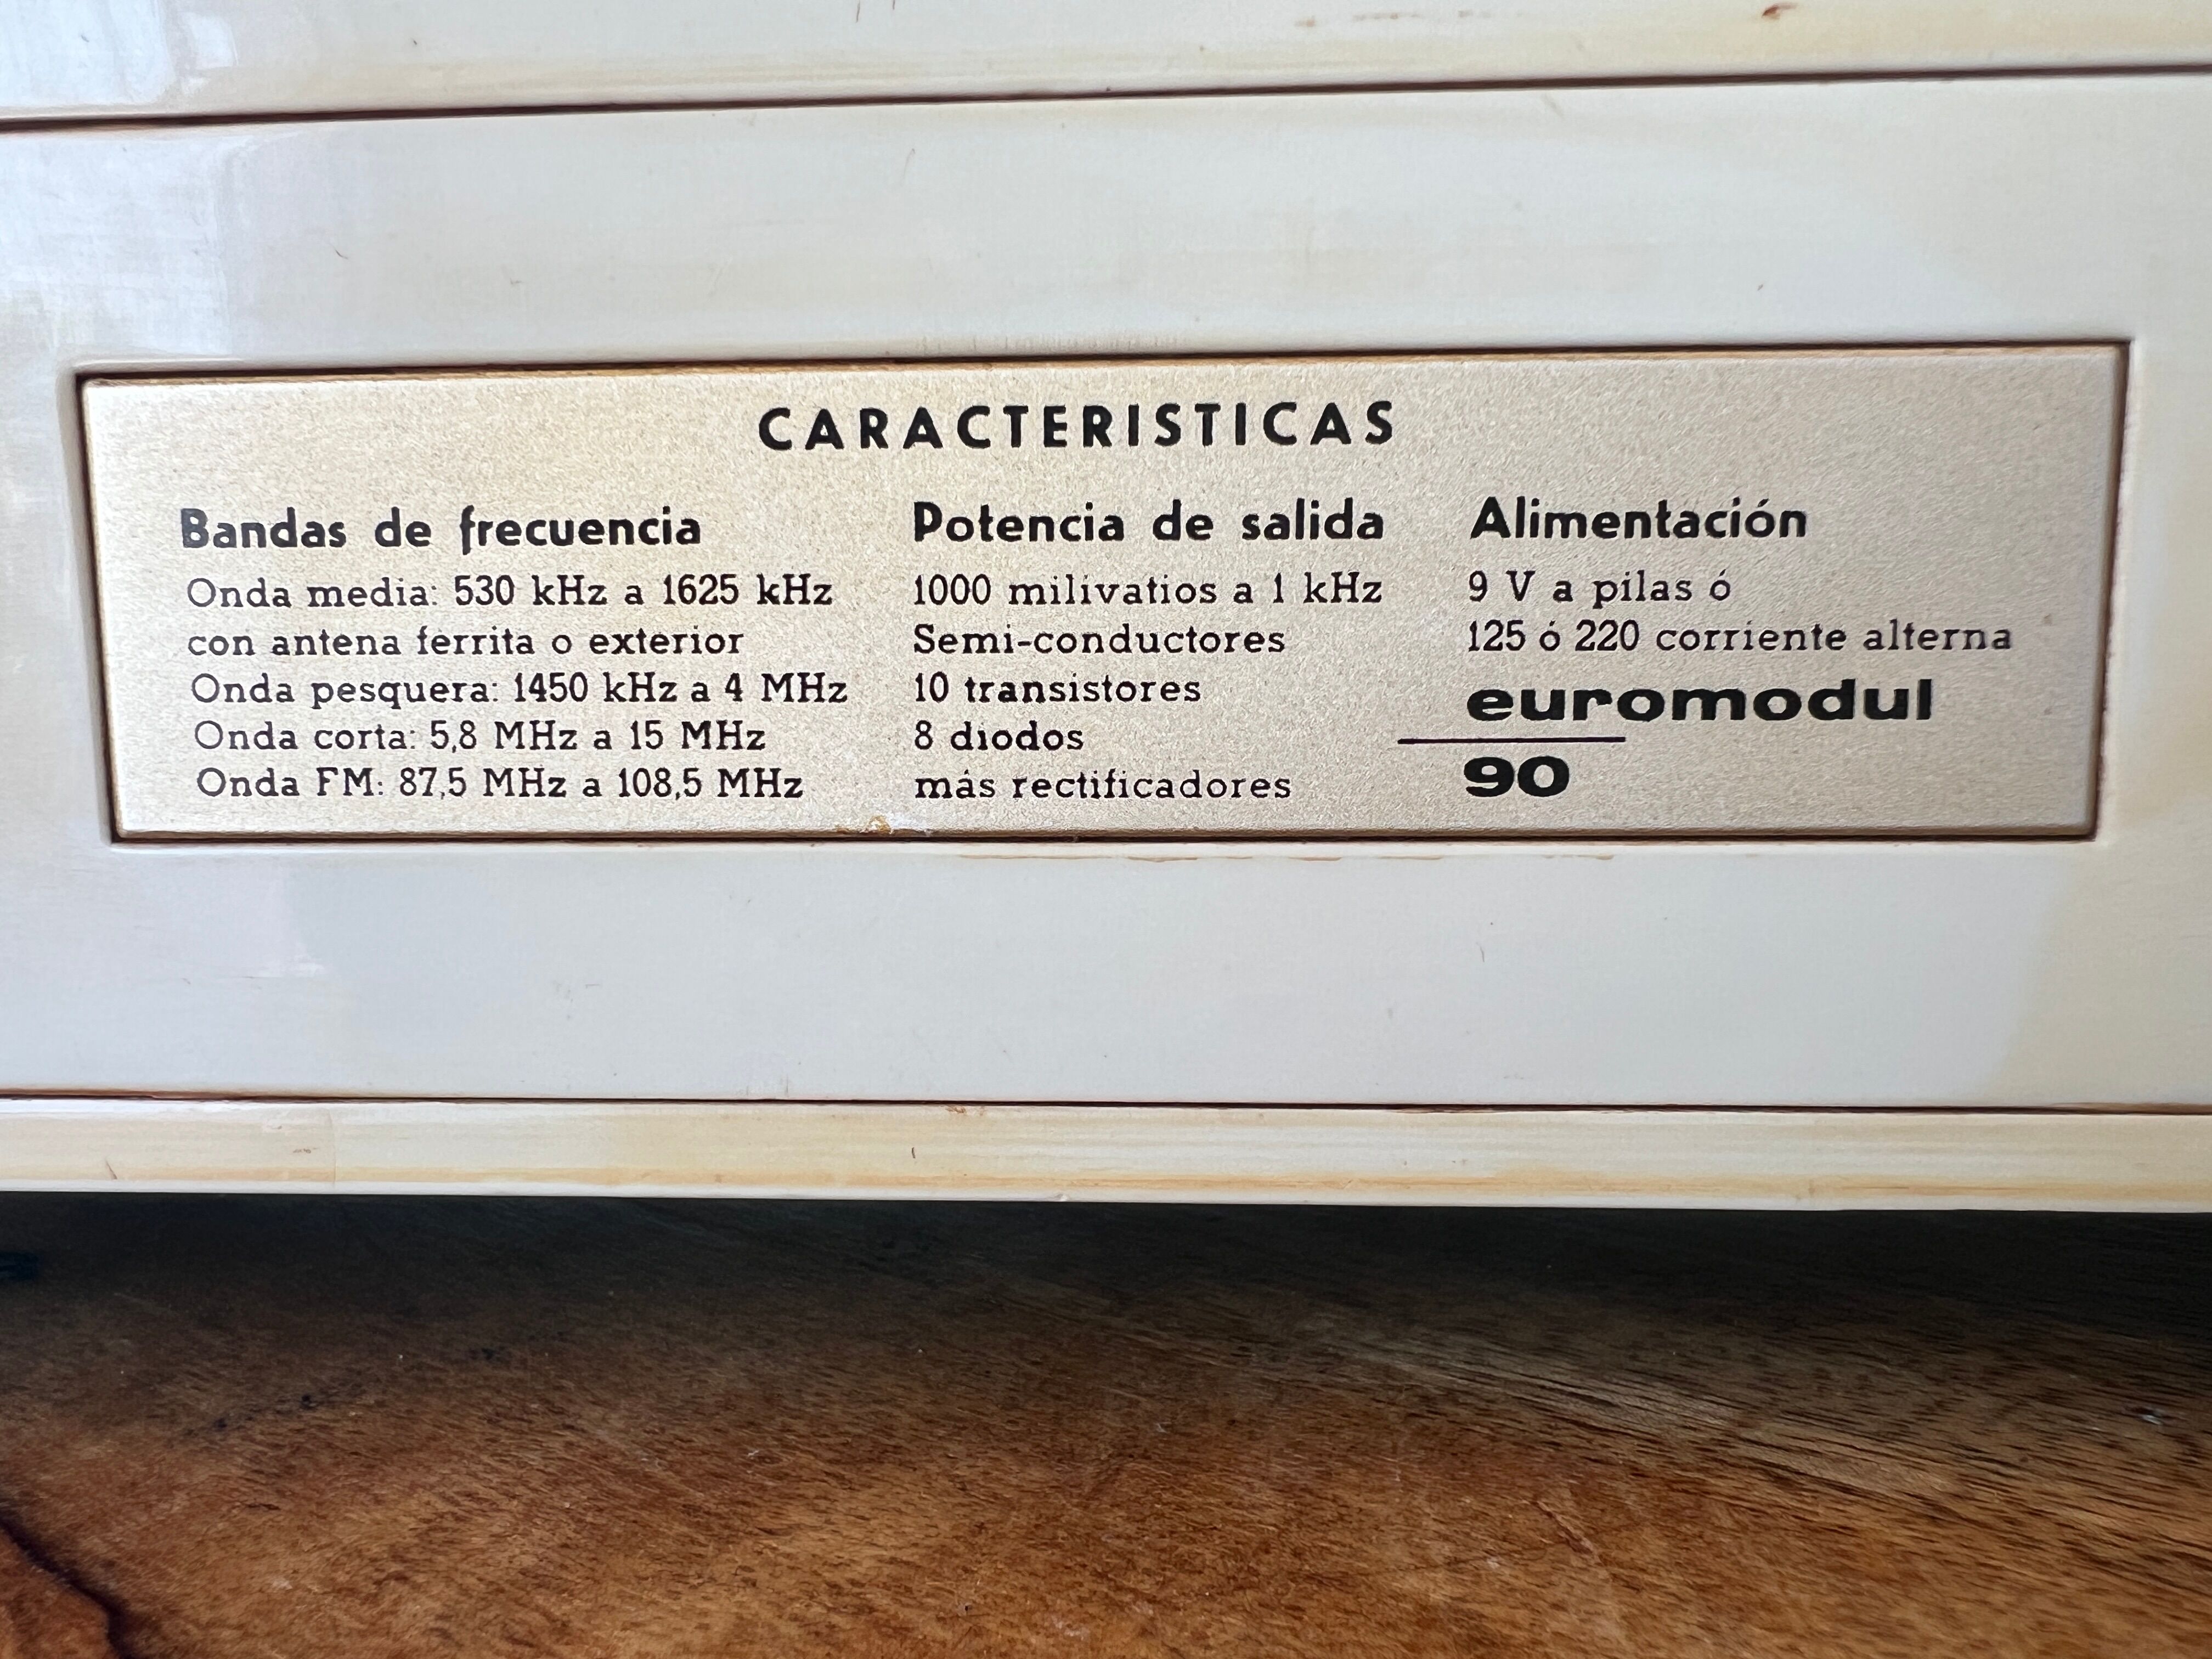 CARACTERISTICAS
Bandas de frecuencia
Onda media: 530 kHz a 1625 kHz
con antena ferrita o exterior
Onda pesquera: 1450 kHz a 4 MHz
Onda corta: 5,8 MHz a 15 MHz
Onda FM: 87,5 MHz a 108,5 MHz
Potencia de salida
1000 milivatios a 1 kHz
Semi-conductores
10 transistores
8 diodos
más rectificadores
Alimentación
9 V a pilas ó
125 ó 220 corriente alterna
euromodul
90